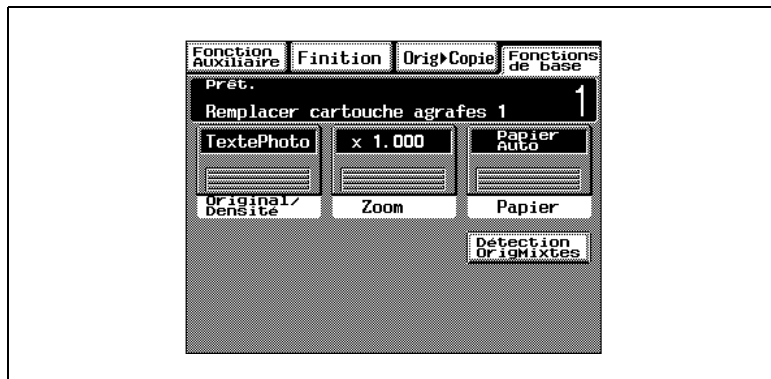 Fonction
Auxiliaire
Finition
Orig▶Copie
Fonctions
de base
Prêt.
1
Remplacer cartouche agrafes 1
TextePhoto
x 1.000
Papier
Auto
Original/
Densité
Zoom
Papier
Détection
OrigMixtes